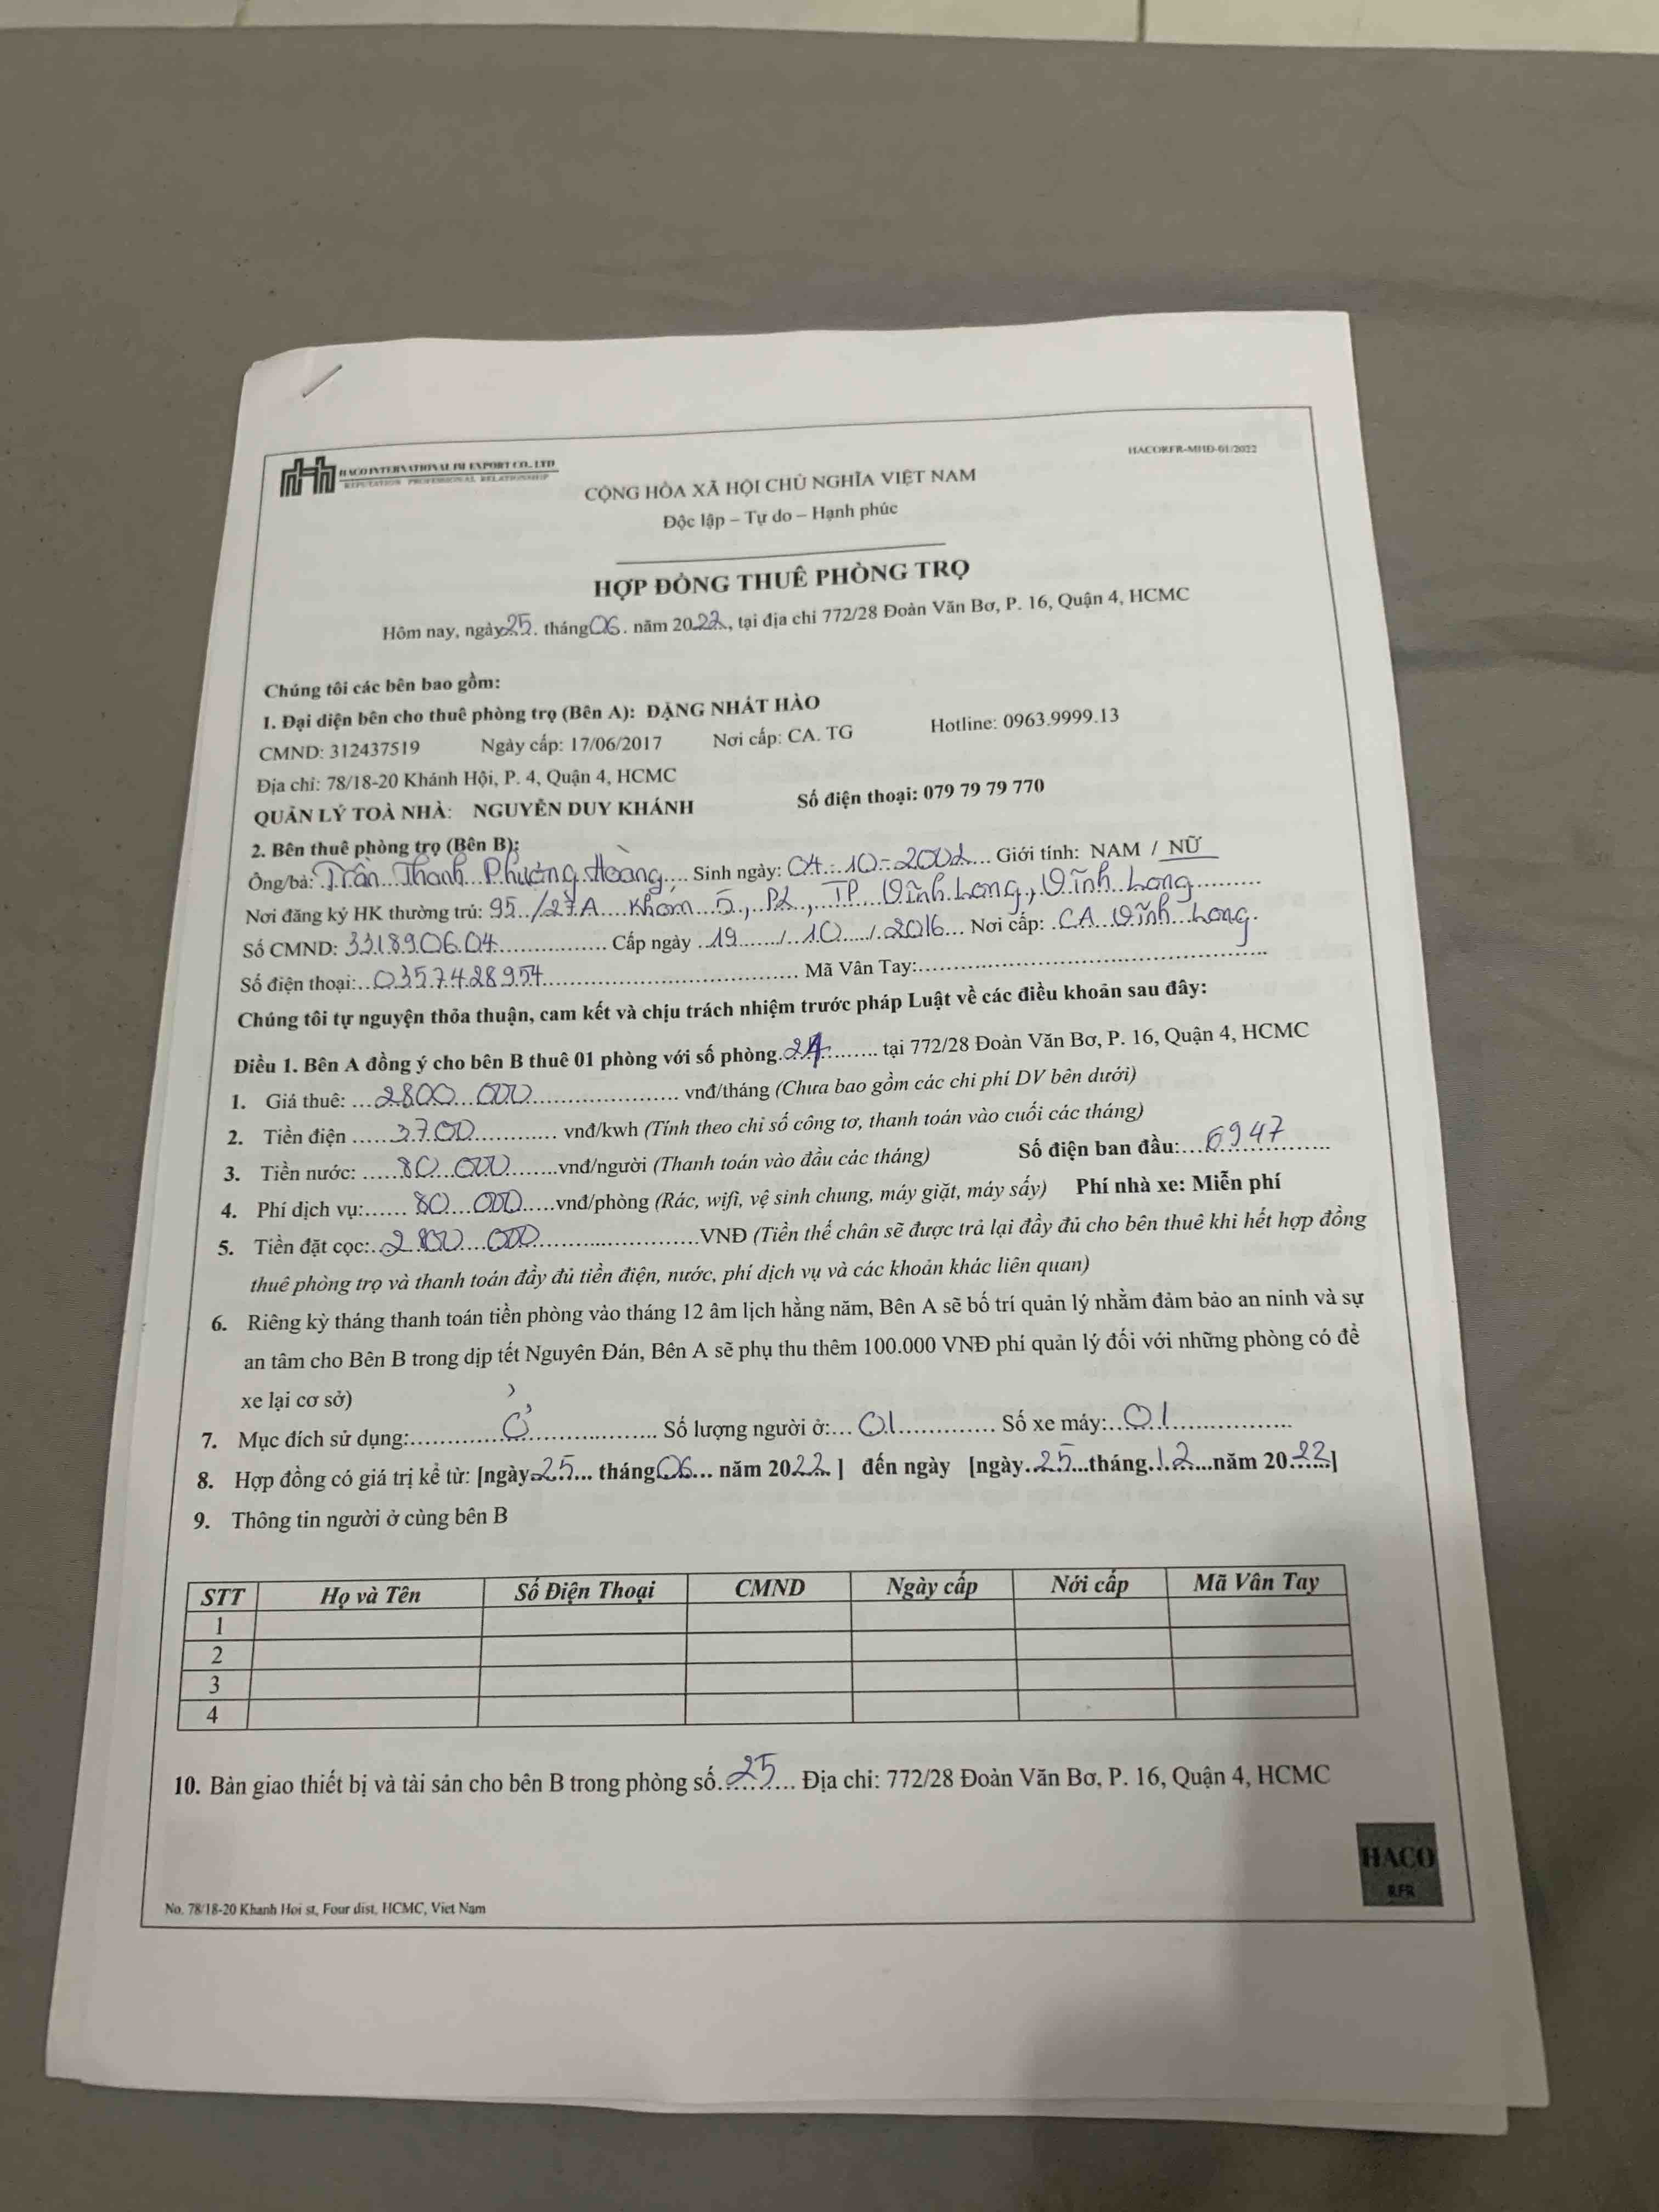 HACO INTERNATIONAL IM EXPORT CO., LTD
REPUTATION PROFESSIONAL RELATIONSHIP
HACORFR-MHD-01/2022
CỘNG HÒA XÃ HỘI CHỦ NGHĨA VIỆT NAM
Độc lập – Tự do – Hạnh phúc
HỢP ĐỒNG THUÊ PHÒNG TRỌ
Hôm nay, ngày 25. tháng 06. năm 2022, tại địa chỉ 772/28 Đoàn Văn Bơ, P. 16, Quận 4, HCMC
Chúng tôi các bên bao gồm:
1. Đại diện bên cho thuê phòng trọ (Bên A): ĐẶNG NHÁT HÀO
CMND: 312437519 Ngày cấp: 17/06/2017 Nơi cấp: CA. TG Hotline: 0963.9999.13
Địa chỉ: 78/18-20 Khánh Hội, P. 4, Quận 4, HCMC
QUẢN LÝ TOÀ NHÀ: NGUYỄN DUY KHÁNH Số điện thoại: 079 79 79 770
2. Bên thuê phòng trọ (Bên B):
Ông/bà: Trần Thanh Phượng Hoàng Sinh ngày: 04-10-2002 Giới tính: NAM / NỮ
Nơi đăng ký HK thường trú: 95/27A Khóm 5, P2, TP Vĩnh Long, Vĩnh Long
Số CMND: 331890604 Cấp ngày 19/10/2016 Nơi cấp: CA Vĩnh Long
Số điện thoại: 0357428954 Mã Vân Tay:
Chúng tôi tự nguyện thỏa thuận, cam kết và chịu trách nhiệm trước pháp Luật về các điều khoản sau đây:
Điều 1. Bên A đồng ý cho bên B thuê 01 phòng với số phòng 24 tại 772/28 Đoàn Văn Bơ, P. 16, Quận 4, HCMC
1. Giá thuê: 2800 000 vnđ/tháng (Chưa bao gồm các chi phí DV bên dưới)
2. Tiền điện 3700 vnđ/kwh (Tính theo chỉ số công tơ, thanh toán vào cuối các tháng)
3. Tiền nước: 80 000 vnđ/người (Thanh toán vào đầu các tháng) Số điện ban đầu: 6947
4. Phí dịch vụ: 80 000 vnđ/phòng (Rác, wifi, vệ sinh chung, máy giặt, máy sấy) Phí nhà xe: Miễn phí
5. Tiền đặt cọc: 2800 000 VNĐ (Tiền thế chân sẽ được trả lại đầy đủ cho bên thuê khi hết hợp đồng
thuê phòng trọ và thanh toán đầy đủ tiền điện, nước, phí dịch vụ và các khoản khác liên quan)
6. Riêng kỳ tháng thanh toán tiền phòng vào tháng 12 âm lịch hằng năm, Bên A sẽ bố trí quản lý nhằm đảm bảo an ninh và sự
an tâm cho Bên B trong dịp tết Nguyên Đán, Bên A sẽ phụ thu thêm 100.000 VNĐ phí quản lý đối với những phòng có để
xe lại cơ sở)
7. Mục đích sử dụng: Ở Số lượng người ở: 01 Số xe máy: 01
8. Hợp đồng có giá trị kể từ: [ngày 25 tháng 06 năm 2022] đến ngày [ngày 25 tháng 12 năm 2022]
9. Thông tin người ở cùng bên B
STT Họ và Tên Số Điện Thoại CMND Ngày cấp Nới cấp Mã Vân Tay
1
2
3
4
10. Bàn giao thiết bị và tài sản cho bên B trong phòng số 25 Địa chỉ: 772/28 Đoàn Văn Bơ, P. 16, Quận 4, HCMC
HACO
RFR
No. 78/18-20 Khanh Hoi st, Four dist, HCMC, Viet Nam